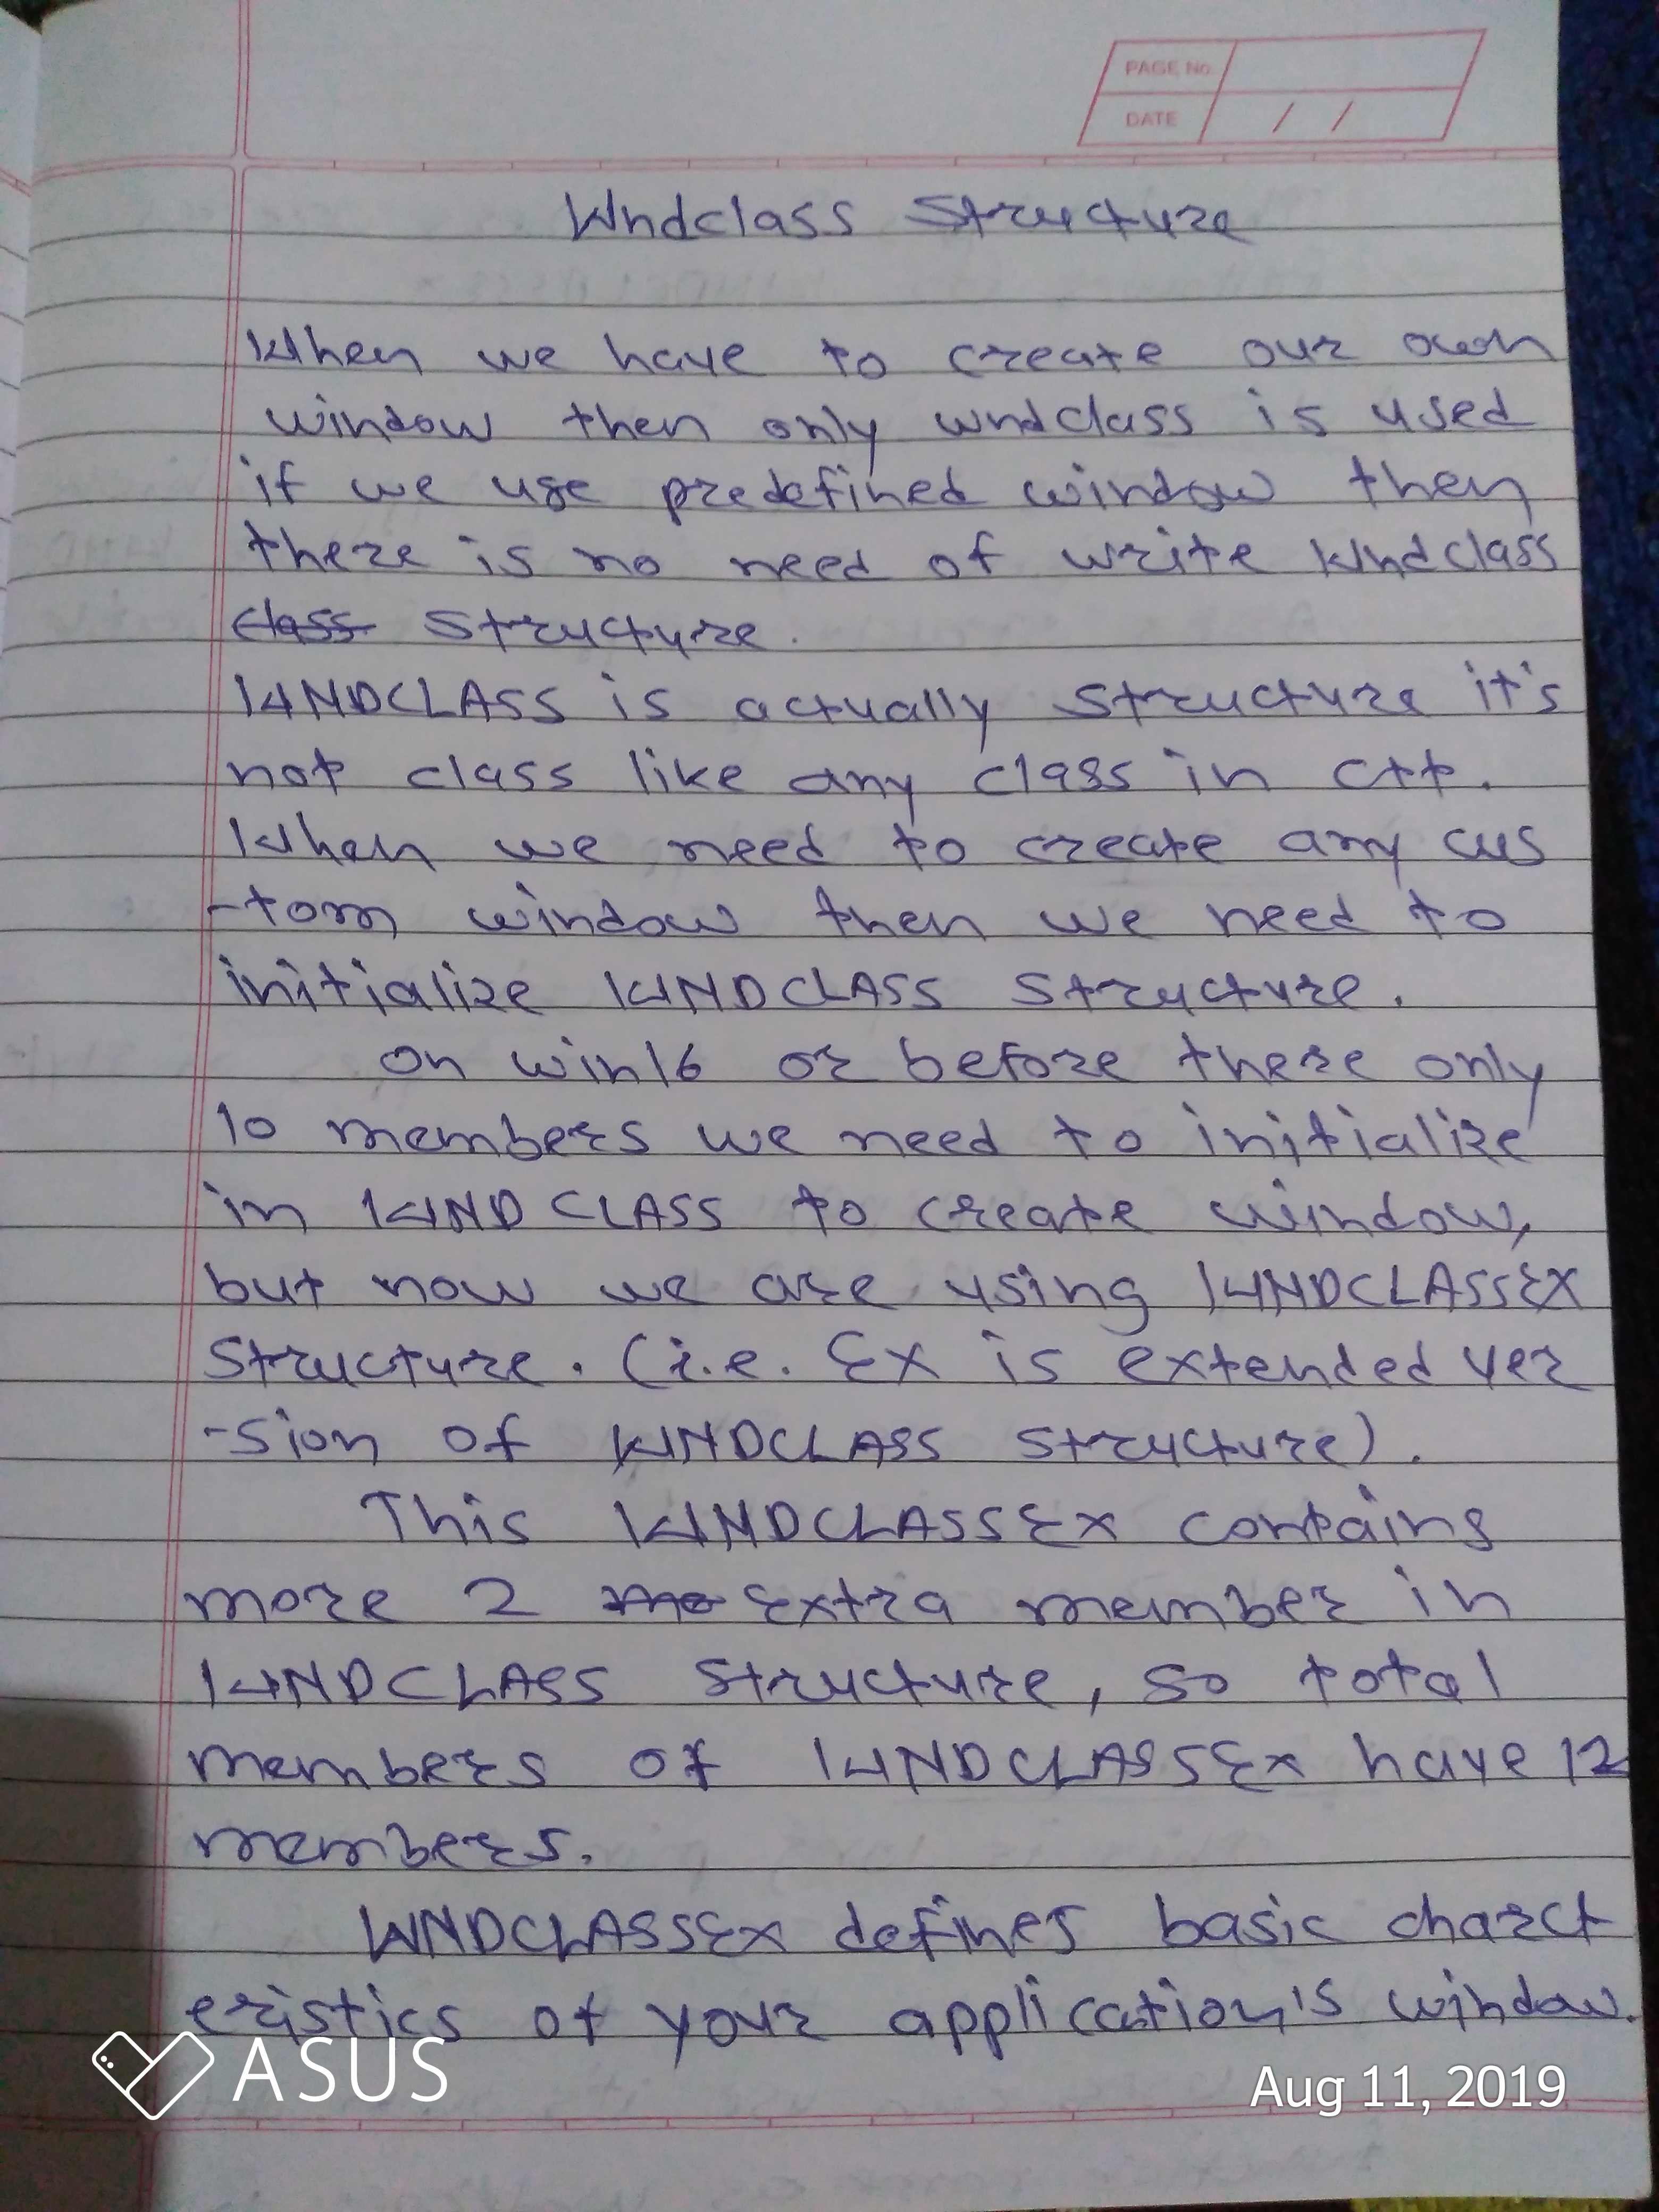 PAGE No.
DATE / /
Wndclass Structure
When we have to create our own
window then only wndclass is used
if we use predefined window then
there is no need of write Wndclass
class structure.
WNDCLASS is actually structure it's
not class like any class in C++.
When we need to create any cus
-tom window then we need to
initialize WNDCLASS structure.
On win16 or before there only
10 members we need to initialize
in WNDCLASS to create window,
but now we are using WNDCLASSEX
structure. (i.e. Ex is extended ver
-sion of WNDCLASS structure).
This WNDCLASSEX contains
more 2 extra member in
WNDCLASS structure, so total
members of WNDCLASSEx have 12
members.
WNDCLASSEx defines basic charct
eristics of your application's window.
ASUS
Aug 11, 2019